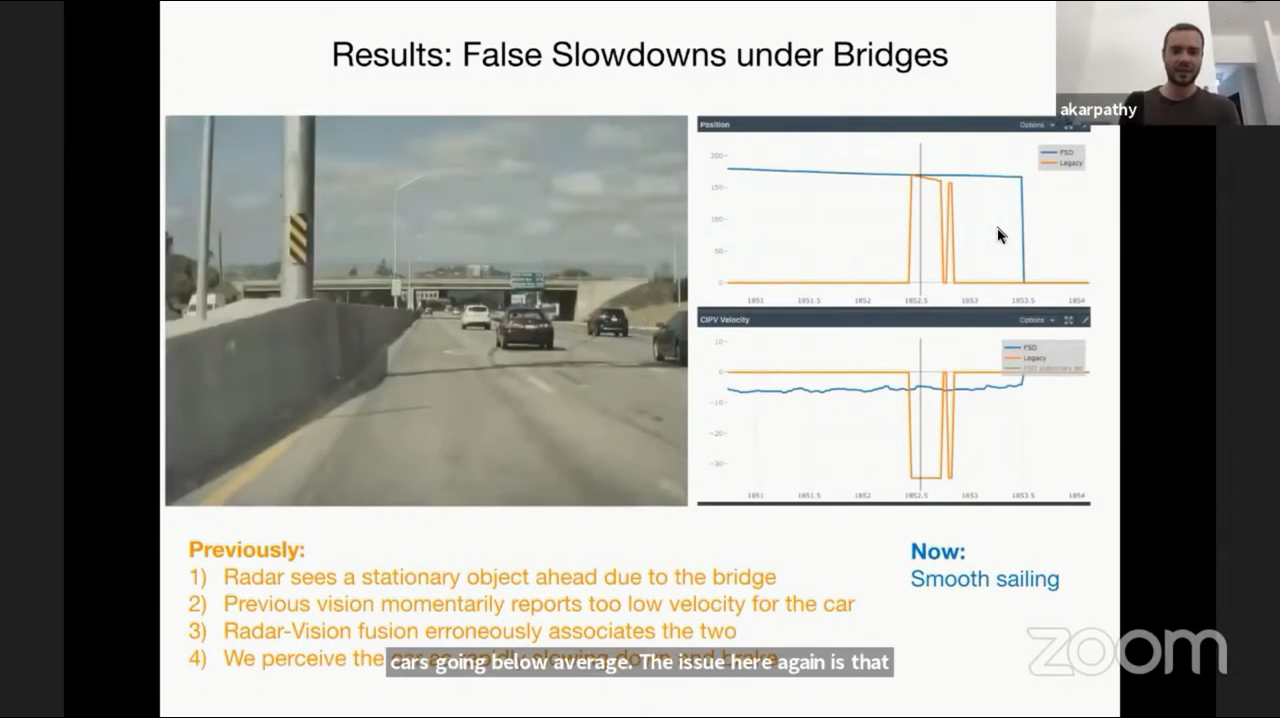 Results: False Slowdowns under Bridges
akarpathy
Position
Options
FSD
Legacy
200
150
100
50
0
1851 1851.5 1852 1852.5 1853 1853.5 1854
CIPV Velocity
Options
FSD
Legacy
10
0
-10
-20
-30
1851 1851.5 1852 1852.5 1853 1853.5 1854
Previously:
1) Radar sees a stationary object ahead due to the bridge
2) Previous vision momentarily reports too low velocity for the car
3) Radar-Vision fusion erroneously associates the two
4) We perceive the
cars going below average. The issue here again is that
Now:
Smooth sailing
zoom